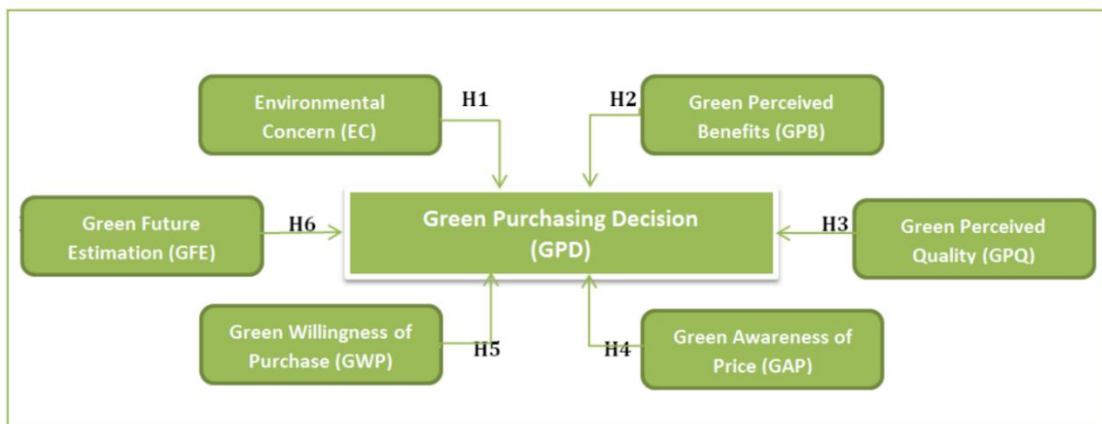 Environmental
Concern (EC)
H1
H2
Green Perceived
Benefits (GPB)
Green Future
Estimation (GFE)
H6
Green Purchasing Decision
(GPD)
H3
Green Perceived
Quality (GPQ)
Green Willingness of
Purchase (GWP)
H5
H4
Green Awareness of
Price (GAP)